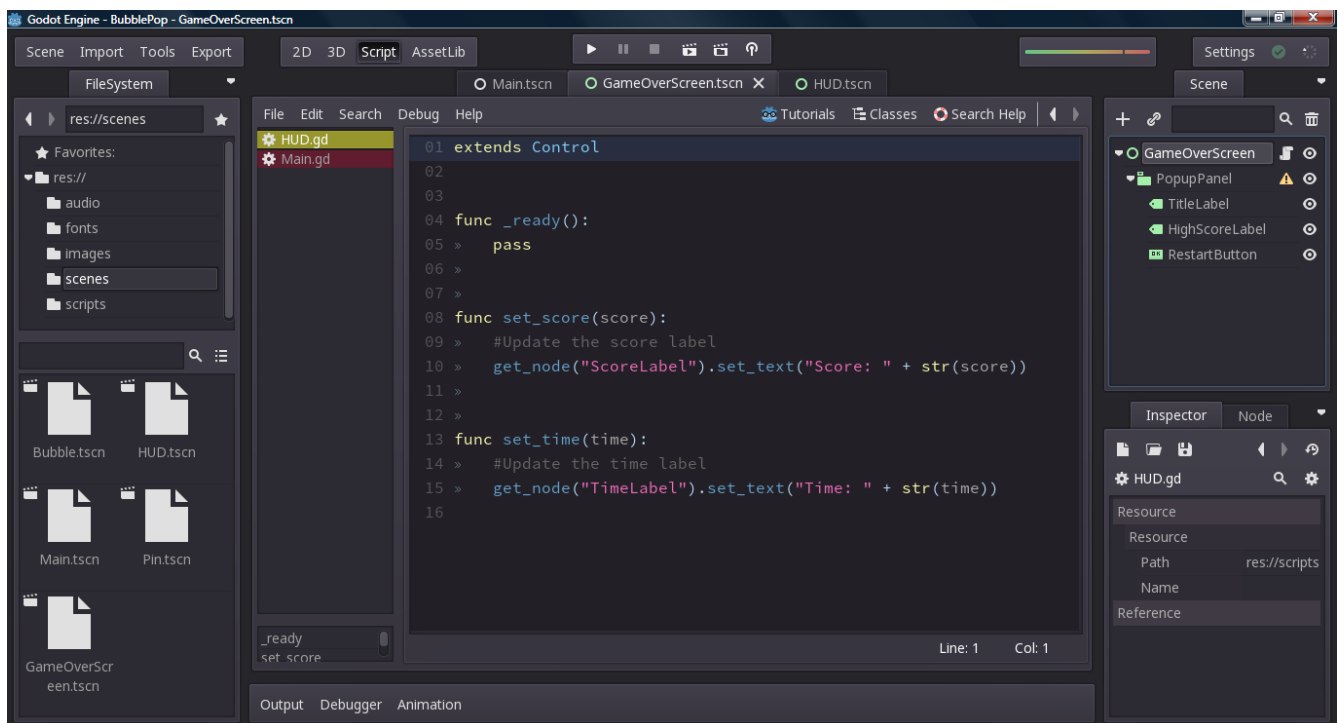 Godot Engine - BubblePop - GameOverScreen.tscn
Scene Import Tools Export
2D 3D Script AssetLib
Settings
FileSystem
Main.tscn
GameOverScreen.tscn
HUD.tscn
Scene
res://scenes
Favorites:
res://
audio
fonts
images
scenes
scripts
Bubble.tscn
HUD.tscn
Main.tscn
Pin.tscn
GameOverScr
een.tscn
File Edit Search Debug Help
Tutorials Classes Search Help
HUD.gd
Main.gd
_ready
set_score
01 extends Control
02
03
04 func _ready():
05 » pass
06 »
07 »
08 func set_score(score):
09 » #Update the score label
10 » get_node("ScoreLabel").set_text("Score: " + str(score))
11 »
12 »
13 func set_time(time):
14 » #Update the time label
15 » get_node("TimeLabel").set_text("Time: " + str(time))
16
Line: 1 Col: 1
Output Debugger Animation
GameOverScreen
PopupPanel
TitleLabel
HighScoreLabel
OK RestartButton
Inspector Node
HUD.gd
Resource
Resource
Path res://scripts
Name
Reference